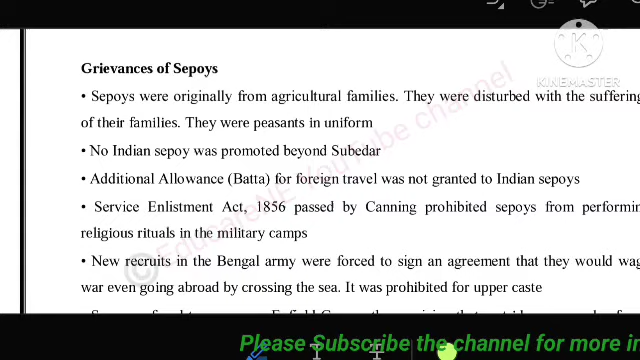 KINEMASTER
Grievances of Sepoys
• Sepoys were originally from agricultural families. They were disturbed with the suffering
of their families. They were peasants in uniform
• No Indian sepoy was promoted beyond Subedar
• Additional Allowance (Batta) for foreign travel was not granted to Indian sepoys
• Service Enlistment Act, 1856 passed by Canning prohibited sepoys from performin
religious rituals in the military camps
• New recruits in the Bengal army were forced to sign an agreement that they would wag
war even going abroad by crossing the sea. It was prohibited for upper caste
© EducareNE YouTube channel
Please Subscribe the channel for more in